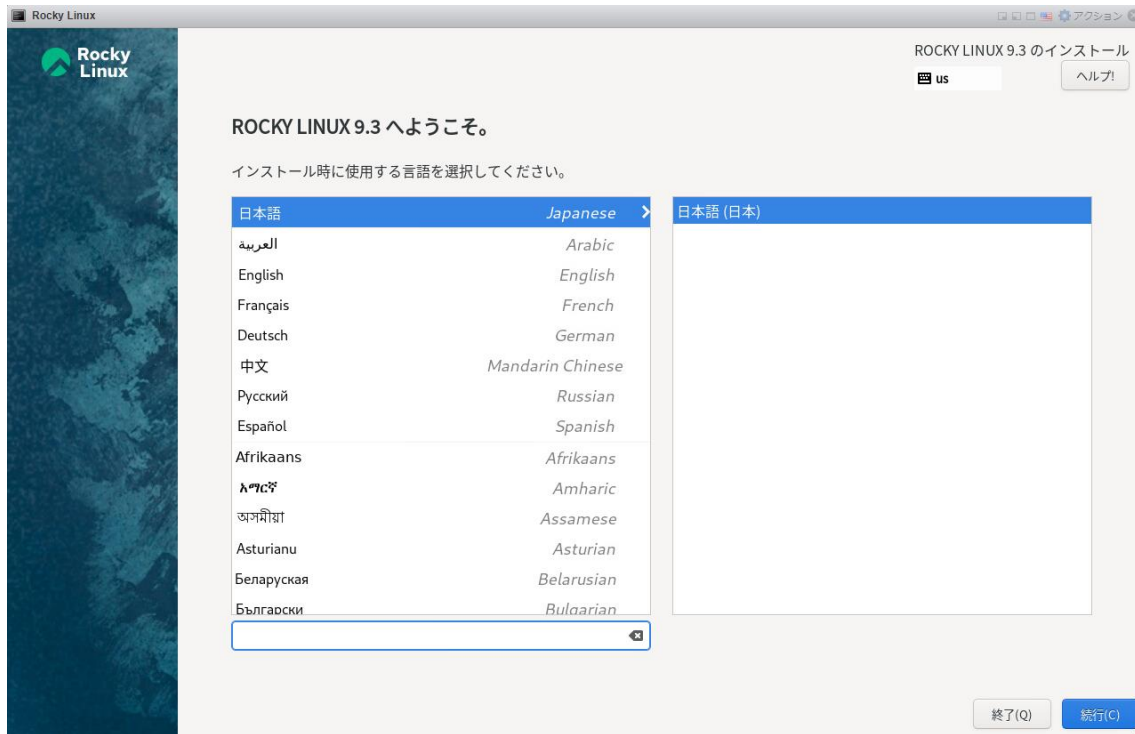 Rocky Linux
アクション
Rocky
Linux
ROCKY LINUX 9.3 のインストール
us
ヘルプ!
ROCKY LINUX 9.3 へようこそ。
インストール時に使用する言語を選択してください。
日本語 Japanese
العربية Arabic
English English
Français French
Deutsch German
中文 Mandarin Chinese
Русский Russian
Español Spanish
Afrikaans Afrikaans
አማርኛ Amharic
অসমীয়া Assamese
Asturianu Asturian
Беларуская Belarusian
Български Bulgarian
日本語 (日本)
終了(Q)
続行(C)